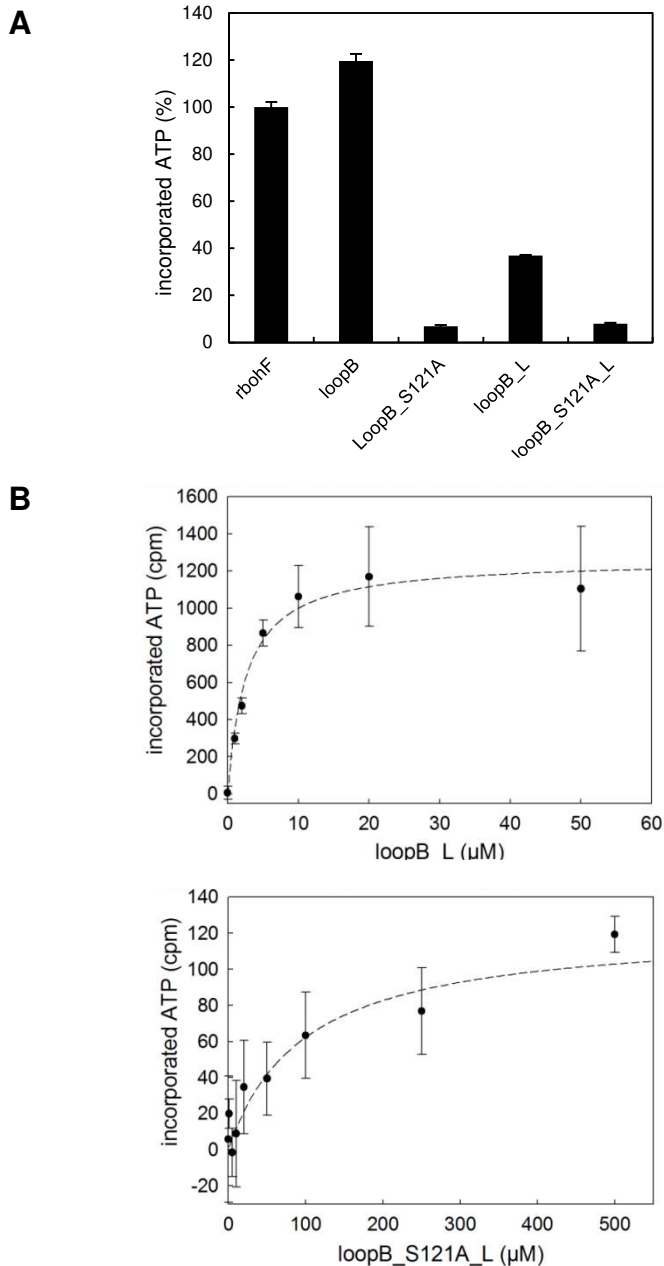 A
incorporated ATP (%)
140
120
100
80
60
40
20
0
rbohF
loopB
LoopB_S121A
loopB_L
loopB_S121A_L
B
incorporated ATP (cpm)
1600
1400
1200
1000
800
600
400
200
0
0 10 20 30 40 50 60
loopB_L (µM)
incorporated ATP (cpm)
140
120
100
80
60
40
20
0
-20
0 100 200 300 400 500
loopB_S121A_L (µM)